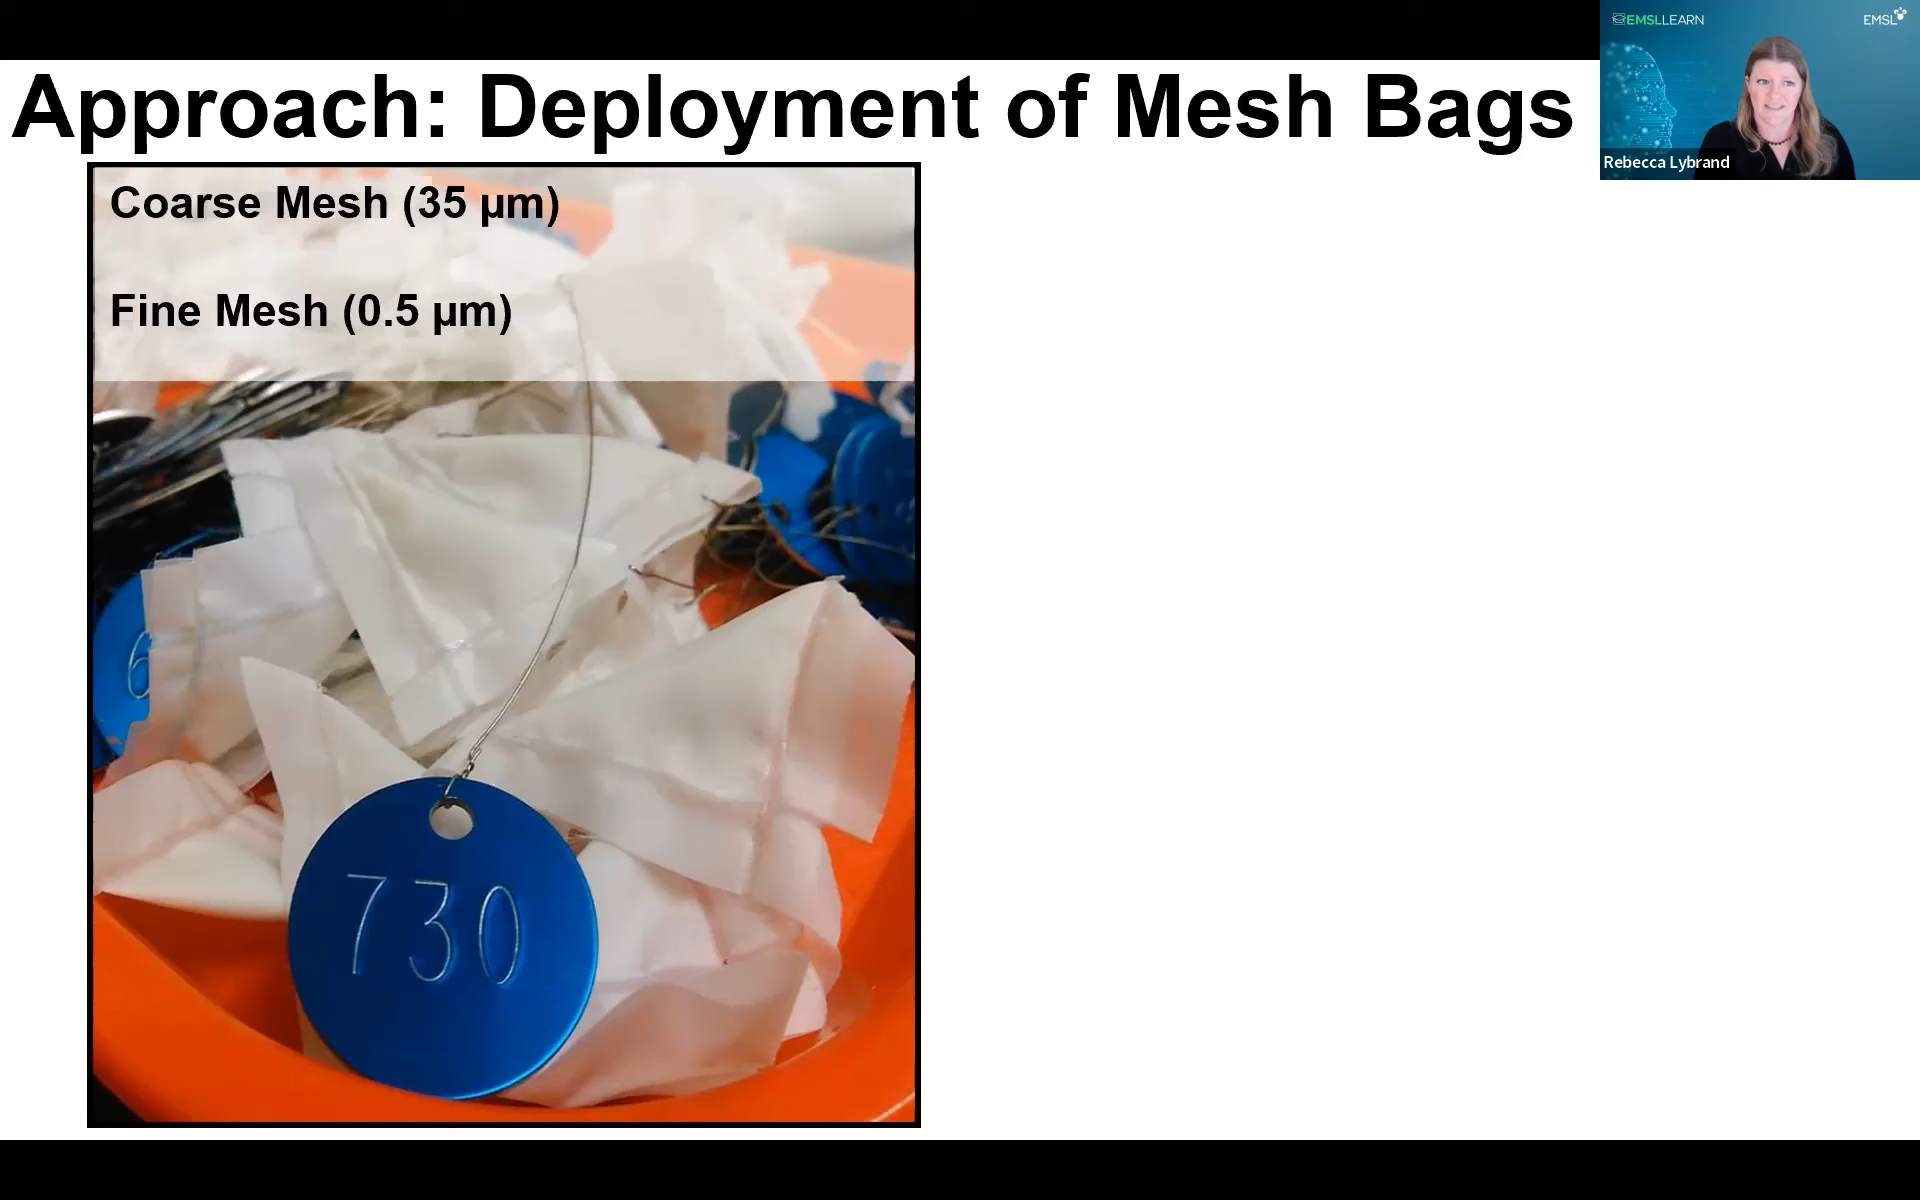 Approach: Deployment of Mesh Bags
EMSLLEARN
EMSL
Rebecca Lybrand
Coarse Mesh (35 µm)
Fine Mesh (0.5 µm)
6
730